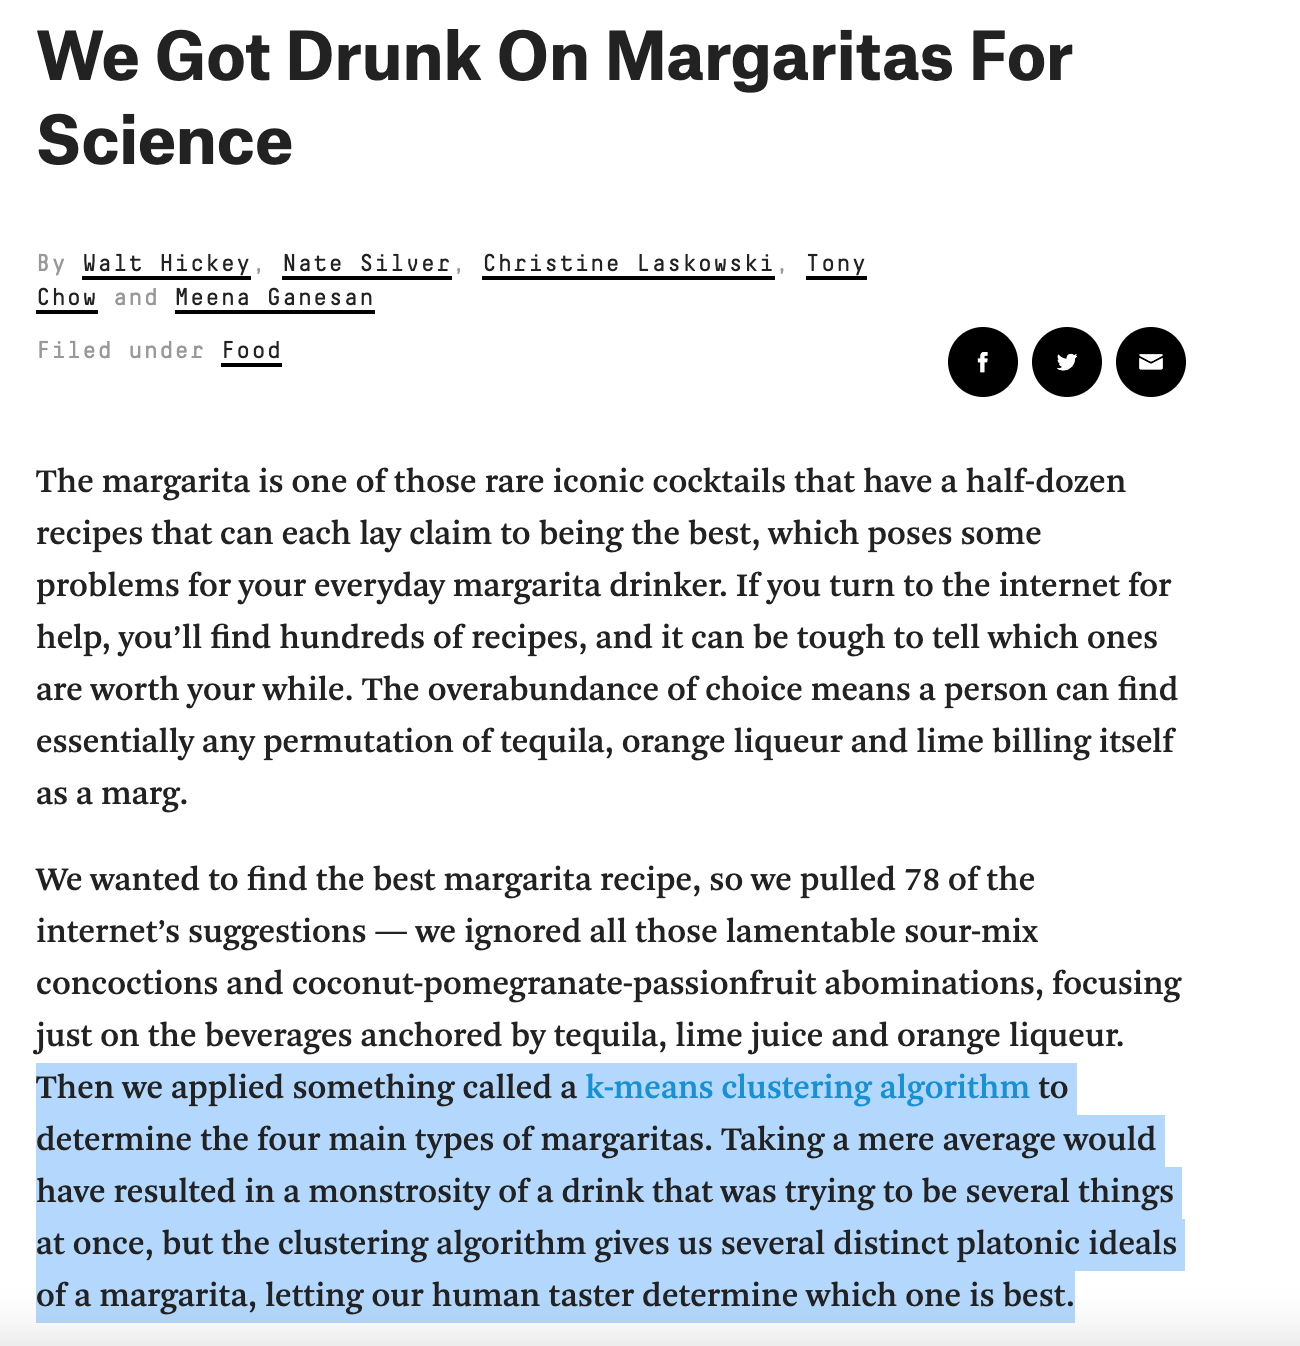 We Got Drunk On Margaritas For
Science
By Walt Hickey, Nate Silver, Christine Laskowski, Tony
Chow and Meena Ganesan
Filed under Food
The margarita is one of those rare iconic cocktails that have a half-dozen
recipes that can each lay claim to being the best, which poses some
problems for your everyday margarita drinker. If you turn to the internet for
help, you’ll find hundreds of recipes, and it can be tough to tell which ones
are worth your while. The overabundance of choice means a person can find
essentially any permutation of tequila, orange liqueur and lime billing itself
as a marg.
We wanted to find the best margarita recipe, so we pulled 78 of the
internet’s suggestions — we ignored all those lamentable sour-mix
concoctions and coconut-pomegranate-passionfruit abominations, focusing
just on the beverages anchored by tequila, lime juice and orange liqueur.
Then we applied something called a k-means clustering algorithm to
determine the four main types of margaritas. Taking a mere average would
have resulted in a monstrosity of a drink that was trying to be several things
at once, but the clustering algorithm gives us several distinct platonic ideals
of a margarita, letting our human taster determine which one is best.